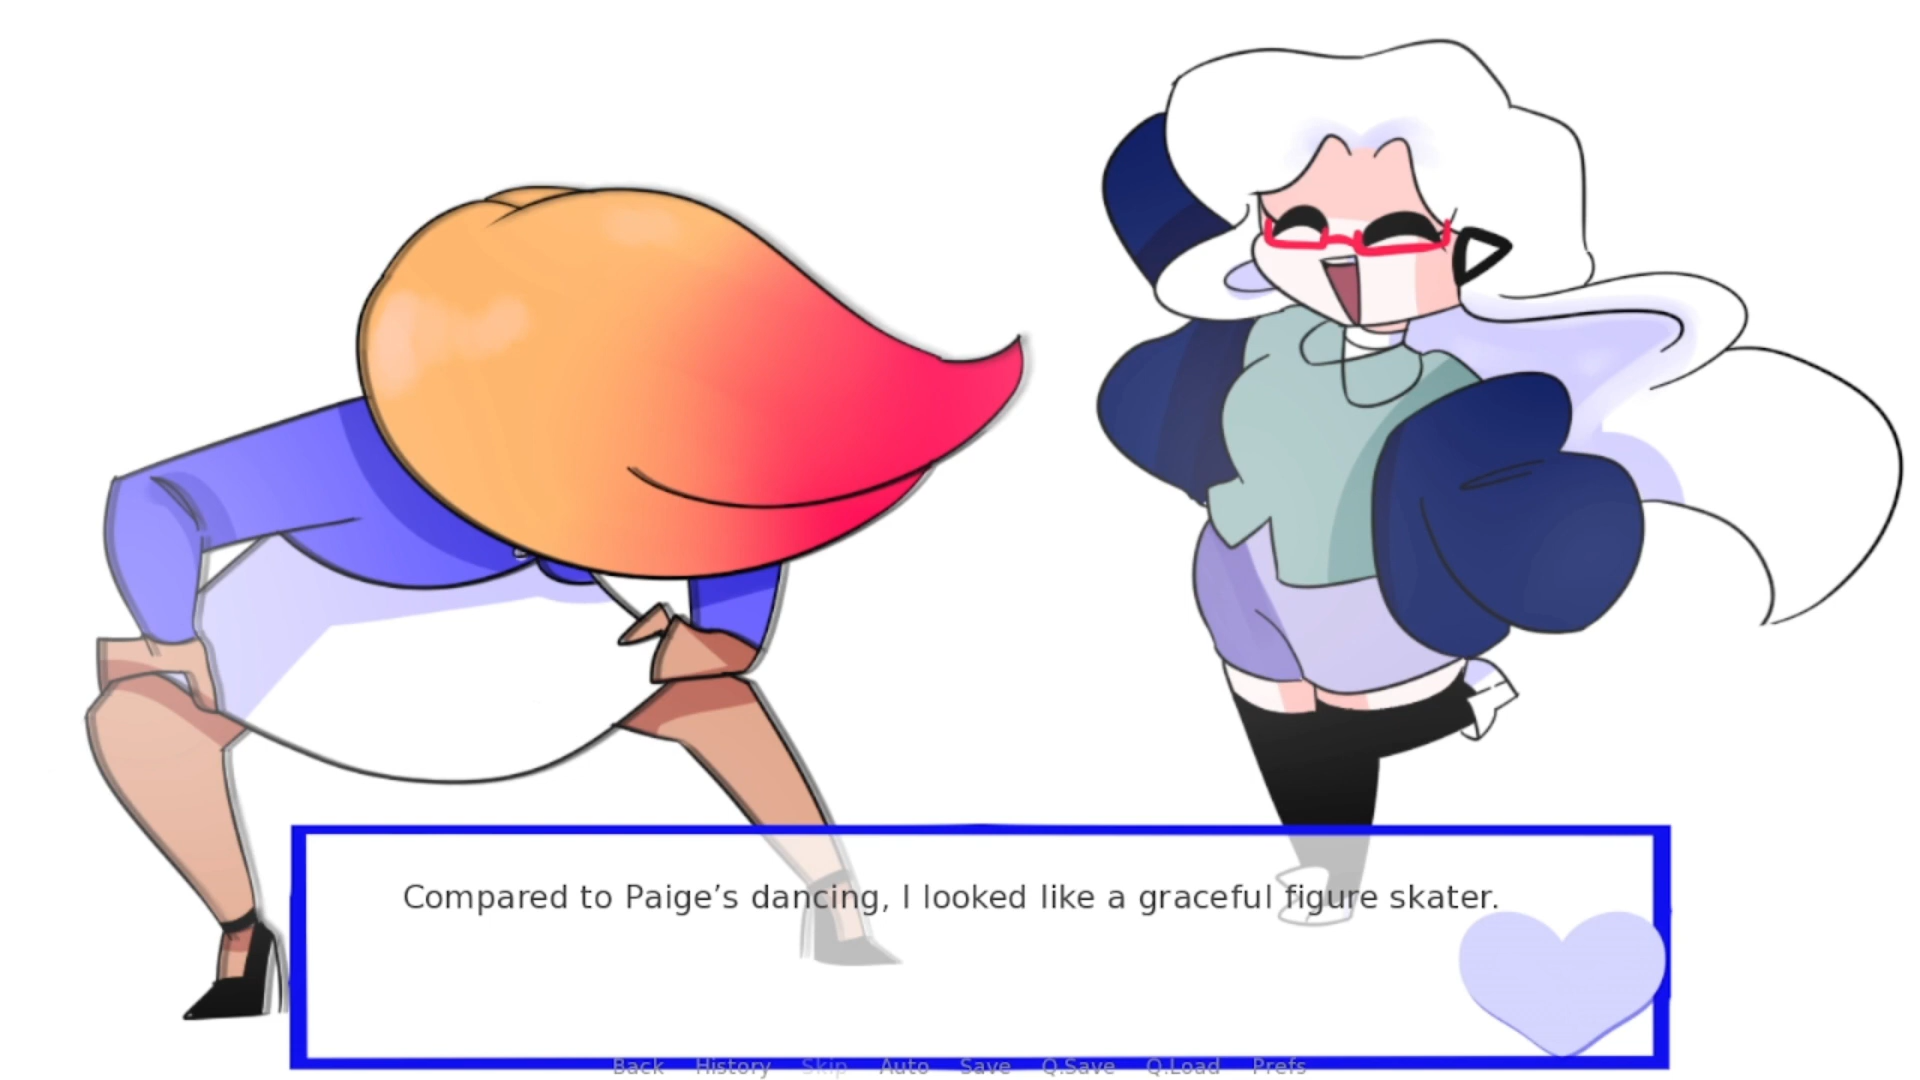 Compared to Paige’s dancing, I looked like a graceful figure skater.
Back History Skip Auto Save Q.Save Q.Load Prefs